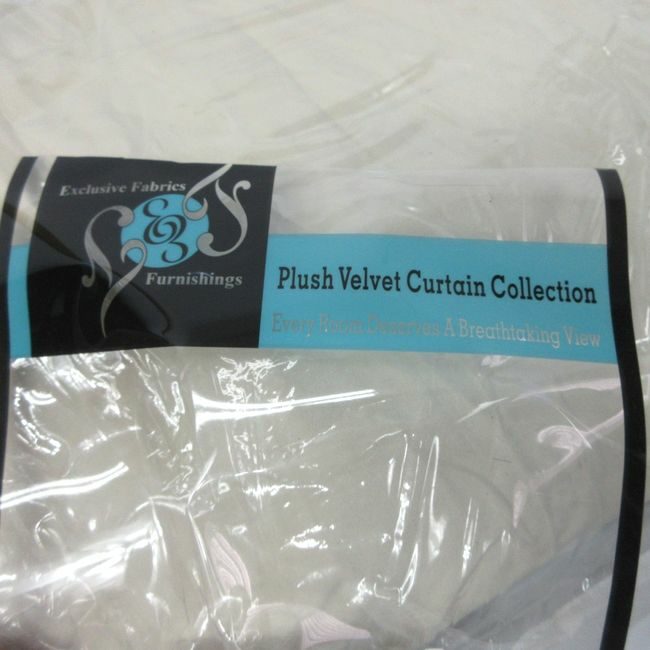 Exclusive Fabrics
&
Furnishings
Plush Velvet Curtain Collection
Every Room Deserves A Breathtaking View